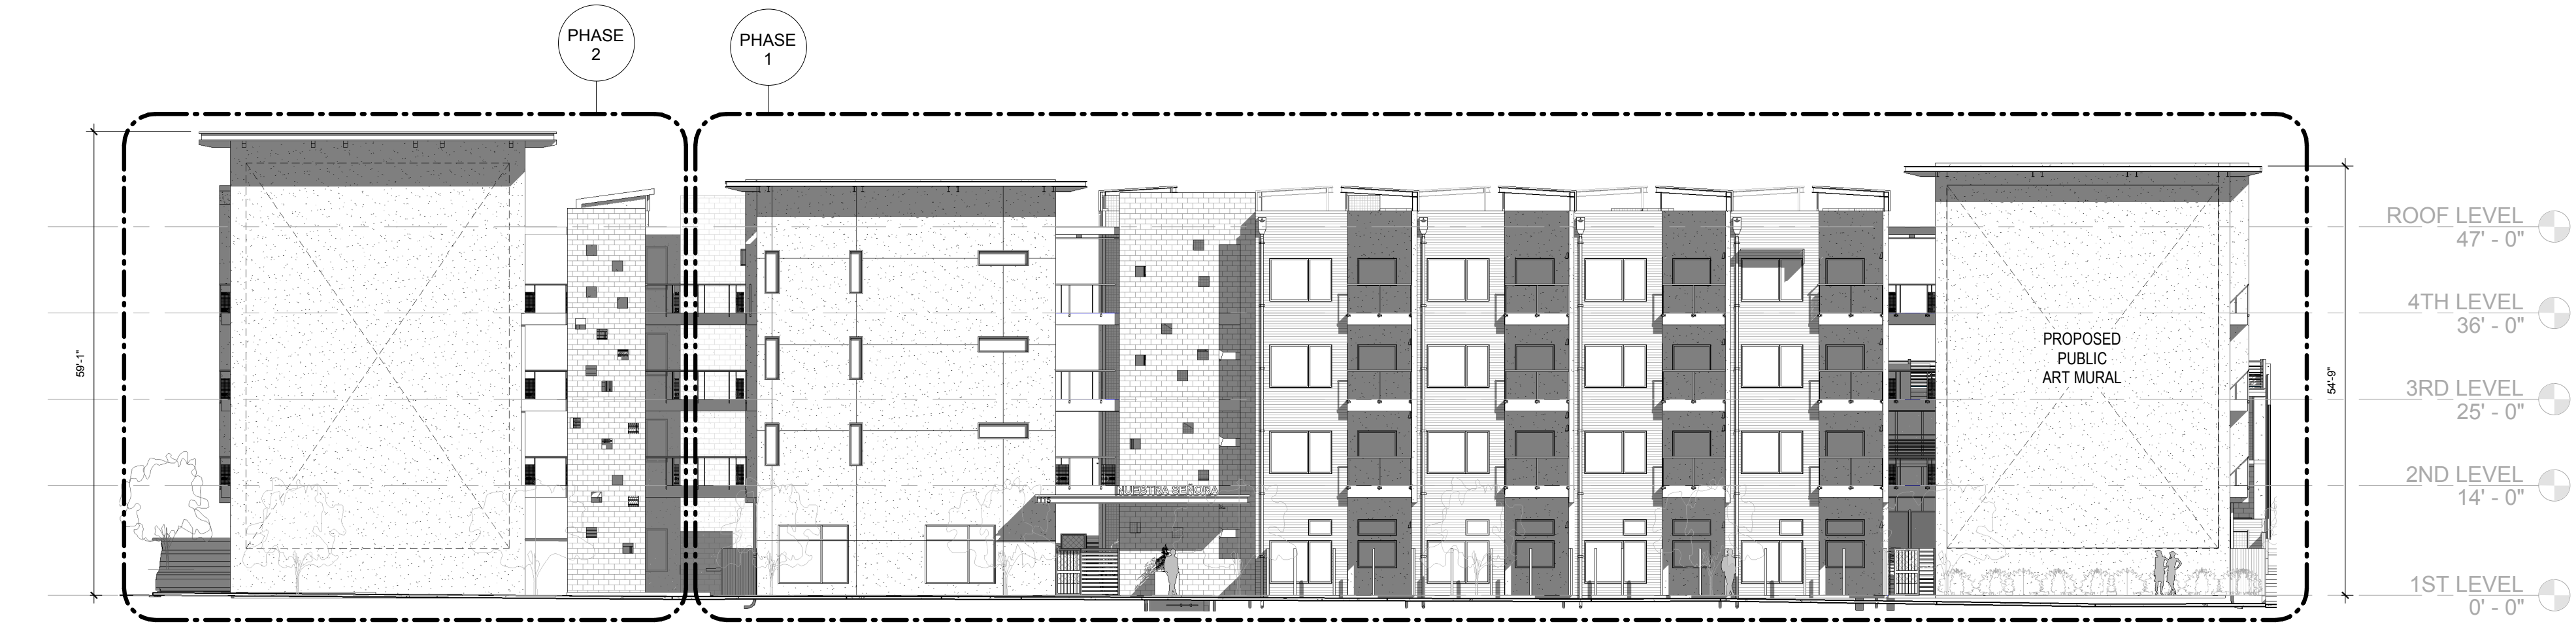 PHASE
2
PHASE
1
59'-1"
NUESTRA SEÑORA
115
PROPOSED
PUBLIC
ART MURAL
54'-9"
ROOF LEVEL
47' - 0"
4TH LEVEL
36' - 0"
3RD LEVEL
25' - 0"
2ND LEVEL
14' - 0"
1ST LEVEL
0' - 0"